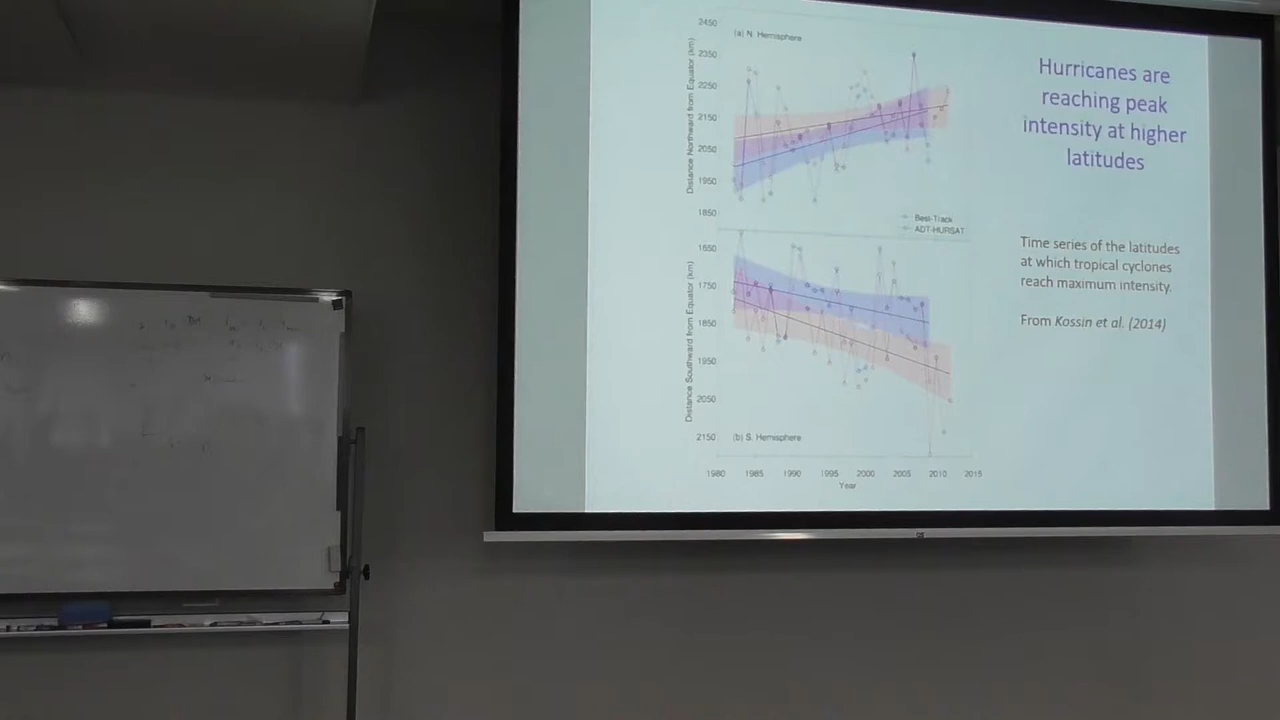 2450
(a) N. Hemisphere
2350
2250
2150
2050
1950
1850
Distance Northward from Equator (km)
Best-Track
ADT-HURSAT
1650
1750
1850
1950
2050
2150
Distance Southward from Equator (km)
(b) S. Hemisphere
1980 1985 1990 1995 2000 2005 2010 2015
Year
Hurricanes are
reaching peak
intensity at higher
latitudes
Time series of the latitudes
at which tropical cyclones
reach maximum intensity.
From Kossin et al. (2014)